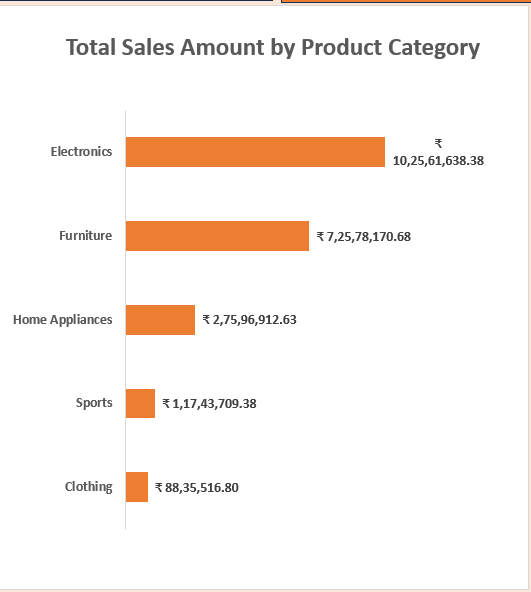 Total Sales Amount by Product Category
Electronics
₹
10,25,61,638.38
Furniture
₹ 7,25,78,170.68
Home Appliances
₹ 2,75,96,912.63
Sports
₹ 1,17,43,709.38
Clothing
₹ 88,35,516.80